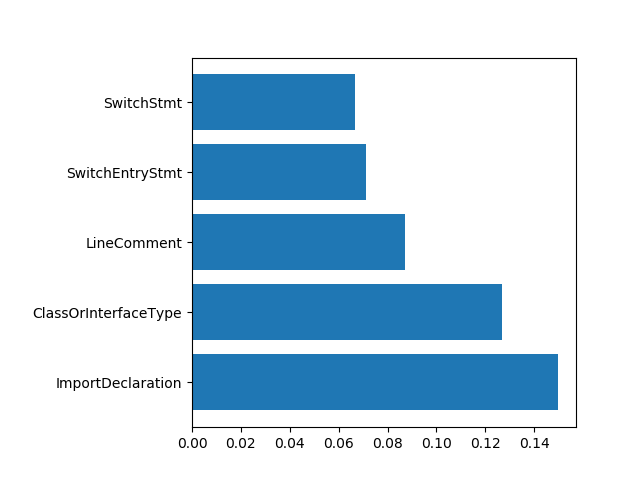 SwitchStmt
SwitchEntryStmt
LineComment
ClassOrInterfaceType
ImportDeclaration
0.00 0.02 0.04 0.06 0.08 0.10 0.12 0.14